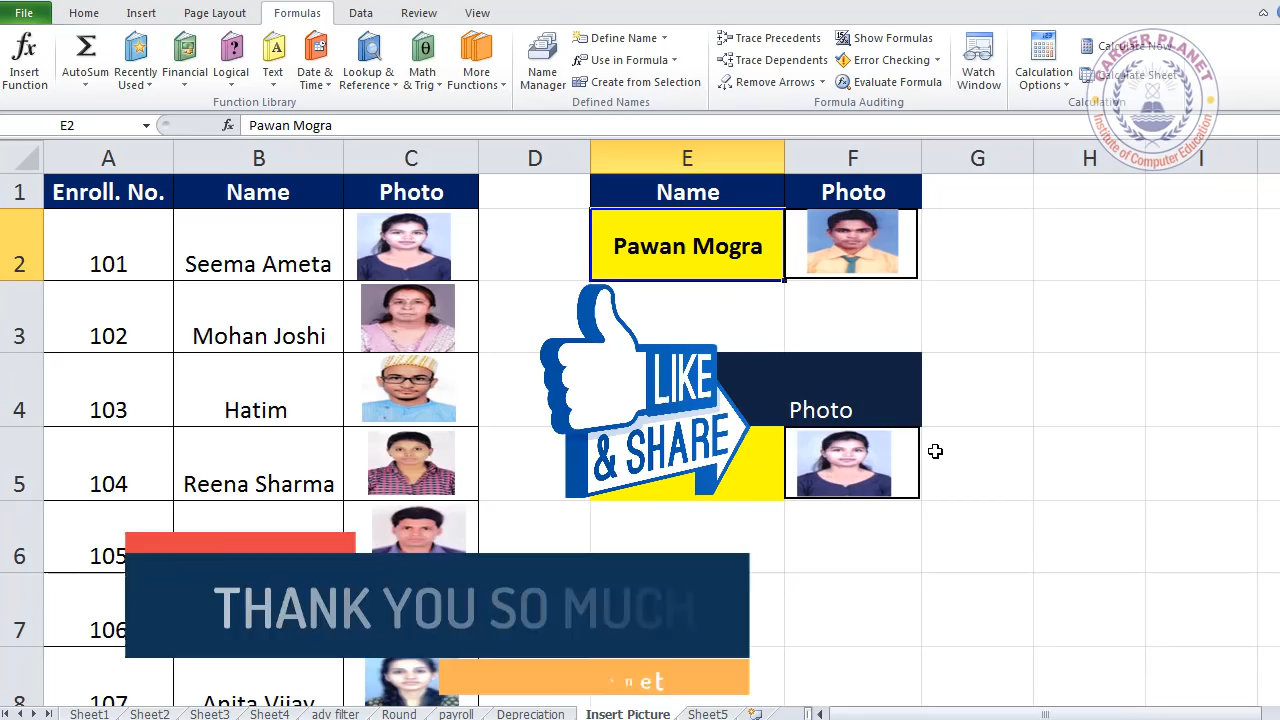 File Home Insert Page Layout Formulas Data Review View
Insert Function
AutoSum
Recently Used
Financial
Logical
Text
Date & Time
Lookup & Reference
Math & Trig
More Functions
Function Library
Name Manager
Define Name
Use in Formula
Create from Selection
Defined Names
Trace Precedents
Trace Dependents
Remove Arrows
Show Formulas
Error Checking
Evaluate Formula
Formula Auditing
Watch Window
Calculation Options
Calculate Now
Calculate Sheet
Calculation
CAREER PLANET
Institute of Computer Education
E2 fx Pawan Mogra
A B C D E F G H I
1 Enroll. No. Name Photo Name Photo
2 101 Seema Ameta Pawan Mogra
3 102 Mohan Joshi
4 103 Hatim Photo
5 104 Reena Sharma
6 105
7 106
8 107 Anita Vijay
LIKE
& SHARE
THANK YOU SO MUCH
net
Sheet1 Sheet2 Sheet3 Sheet4 adv filter Round payroll Depreciation Insert Picture Sheet5